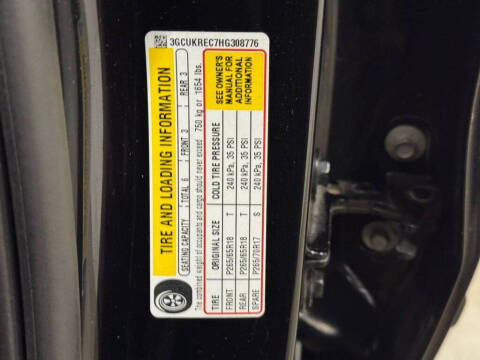 3GCUKREC7HG308776
TIRE AND LOADING INFORMATION
SEATING CAPACITY | TOTAL 6 | FRONT 3 | REAR 3
The combined weight of occupants and cargo should never exceed 750 kg or 1654 lbs.
TIRE ORIGINAL SIZE COLD TIRE PRESSURE
FRONT P265/65R18 T 240 kPa, 35 PSI
REAR P265/65R18 T 240 kPa, 35 PSI
SPARE P265/70R17 S 240 kPa, 35 PSI
SEE OWNER'S
MANUAL FOR
ADDITIONAL
INFORMATION